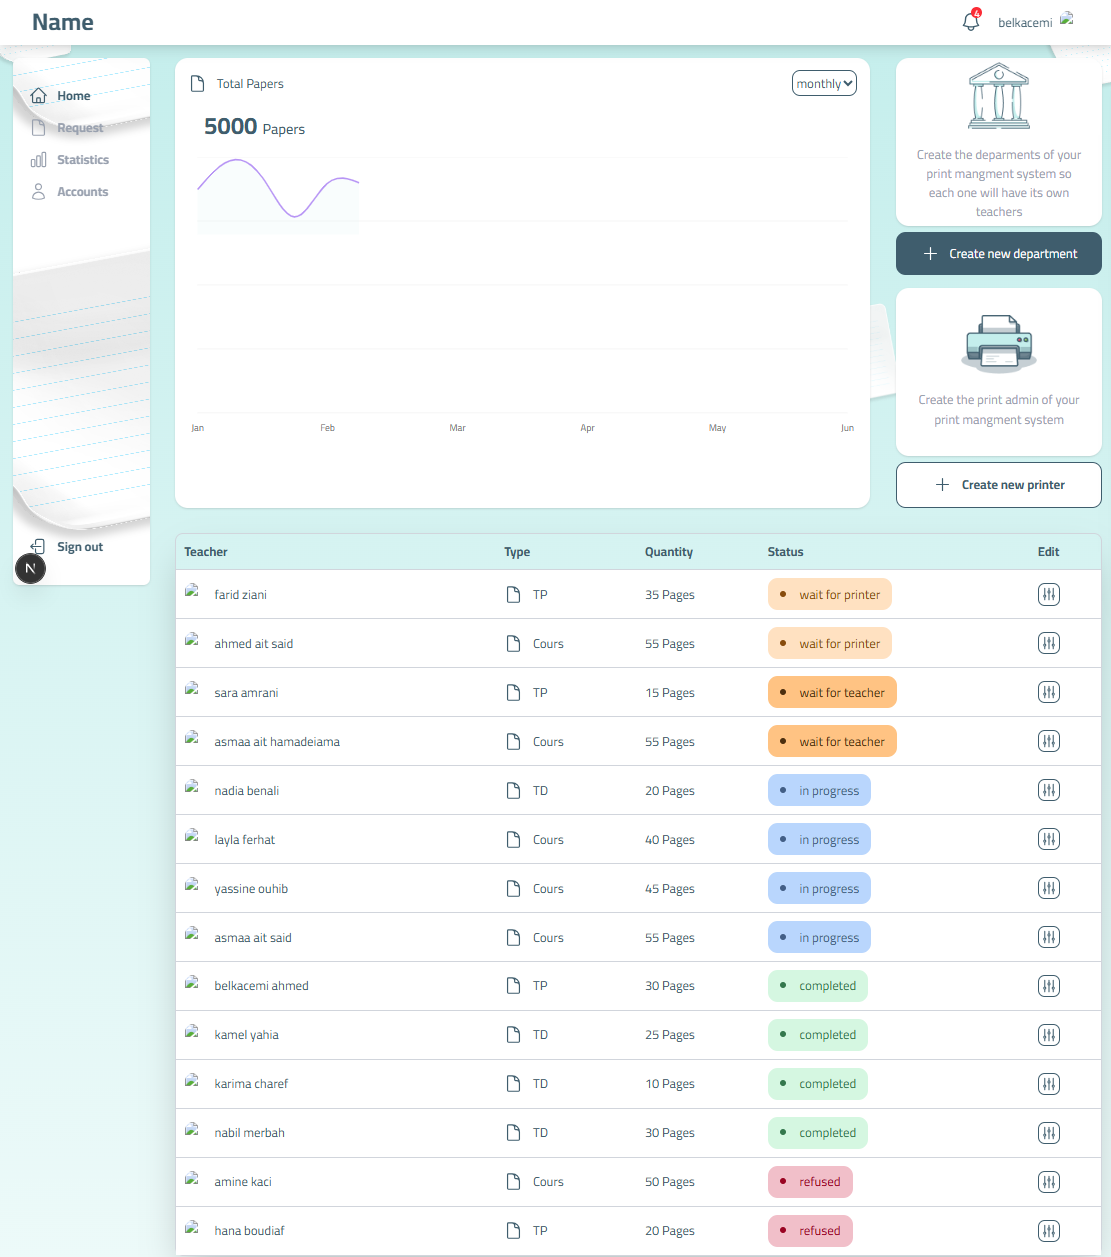 Name
4
belkacemi
Home
Request
Statistics
Accounts
Sign out
N
Total Papers
monthly
5000 Papers
Jan Feb Mar Apr May Jun
Create the deparments of your
print mangment system so
each one will have its own
teachers
Create new department
Create the print admin of your
print mangment system
Create new printer
Teacher Type Quantity Status Edit
farid ziani TP 35 Pages wait for printer
ahmed ait said Cours 55 Pages wait for printer
sara amrani TP 15 Pages wait for teacher
asmaa ait hamadeiama Cours 55 Pages wait for teacher
nadia benali TD 20 Pages in progress
layla ferhat Cours 40 Pages in progress
yassine ouhib Cours 45 Pages in progress
asmaa ait said Cours 55 Pages in progress
belkacemi ahmed TP 30 Pages completed
kamel yahia TD 25 Pages completed
karima charef TD 10 Pages completed
nabil merbah TD 30 Pages completed
amine kaci Cours 50 Pages refused
hana boudiaf TP 20 Pages refused